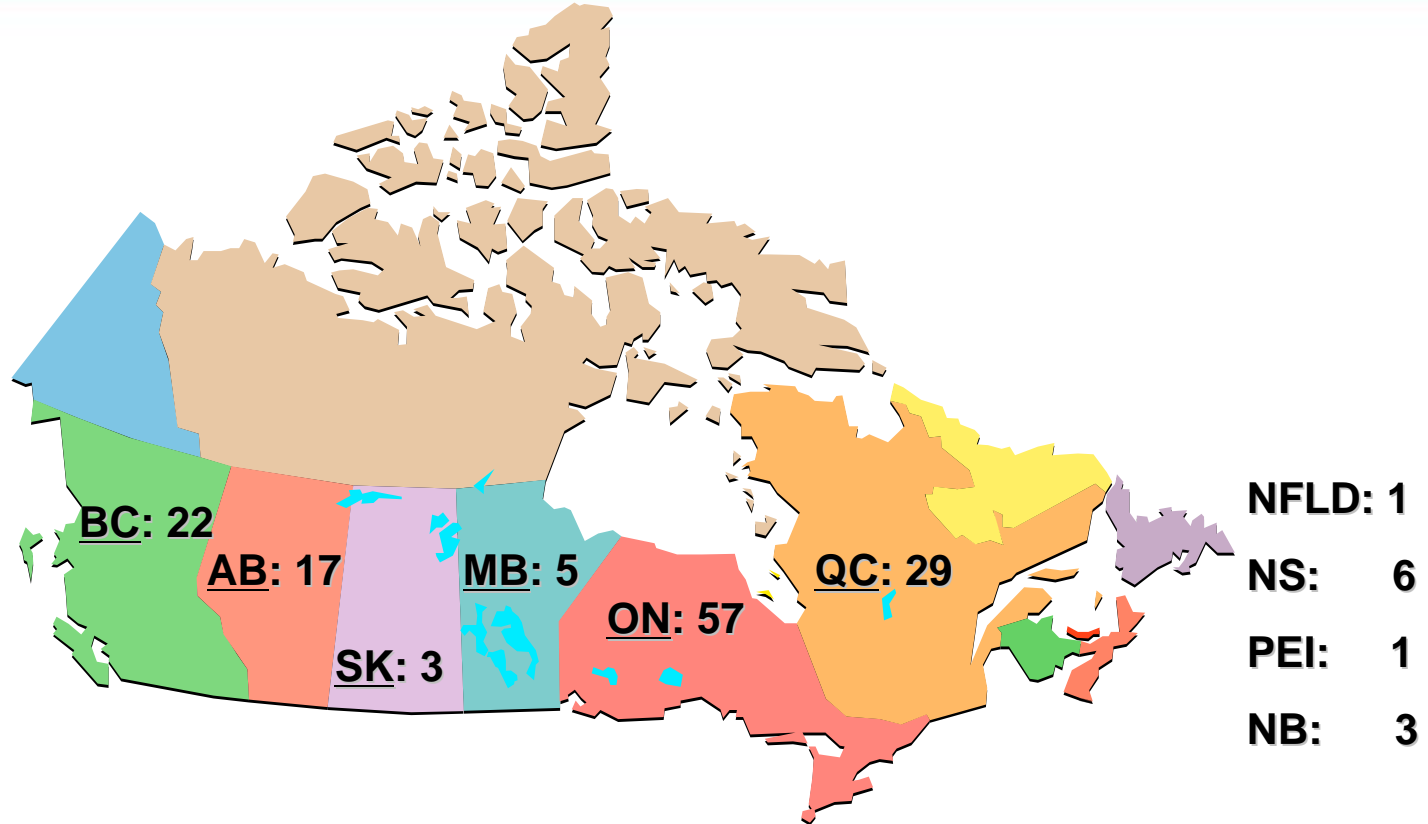 BC: 22
AB: 17
SK: 3
MB: 5
ON: 57
QC: 29
NFLD: 1
NS: 6
PEI: 1
NB: 3